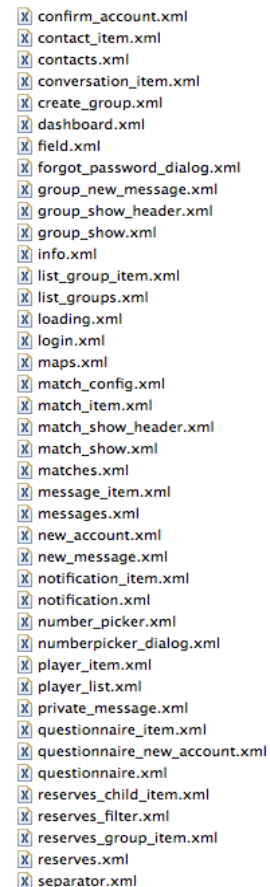 confirm_account.xml
contact_item.xml
contacts.xml
conversation_item.xml
create_group.xml
dashboard.xml
field.xml
forgot_password_dialog.xml
group_new_message.xml
group_show_header.xml
group_show.xml
info.xml
list_group_item.xml
list_groups.xml
loading.xml
login.xml
maps.xml
match_config.xml
match_item.xml
match_show_header.xml
match_show.xml
matches.xml
message_item.xml
messages.xml
new_account.xml
new_message.xml
notification_item.xml
notification.xml
number_picker.xml
numberpicker_dialog.xml
player_item.xml
player_list.xml
private_message.xml
questionnaire_item.xml
questionnaire_new_account.xml
questionnaire.xml
reserves_child_item.xml
reserves_filter.xml
reserves_group_item.xml
reserves.xml
separator.xml